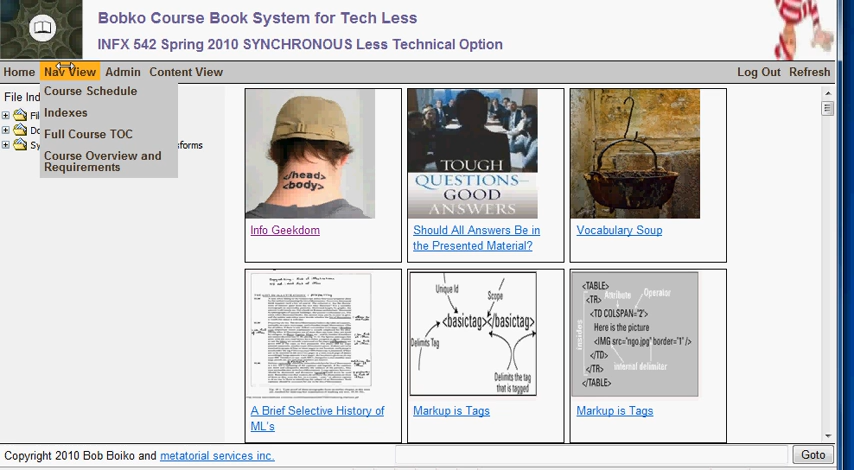 Bobko Course Book System for Tech Less
INFX 542 Spring 2010 SYNCHRONOUS Less Technical Option
Home Nav View Admin Content View Log Out Refresh
Course Schedule
Indexes
Full Course TOC
Course Overview and
Requirements
File Ind
Fi
Do
Sy
sforms
</head>
<body>
Info Geekdom
TOUGH
QUESTIONS–
GOOD
ANSWERS
Should All Answers Be in
the Presented Material?
Vocabulary Soup
A Brief Selective History of
ML's
Unique Id
Scope
<basictag></basictag>
Delimits
Tag
Delimits the
tag
that is tagged
Markup is Tags
<TABLE>
Attribute
Operator
<TR>
<TD COLSPAN="2">
Here is the picture
<IMG src="ngo.jpg" border="1" />
</TD>
internal delimiter
</TR>
</TABLE>
Markup is Tags
Copyright 2010 Bob Boiko and metatorial services inc.
Goto